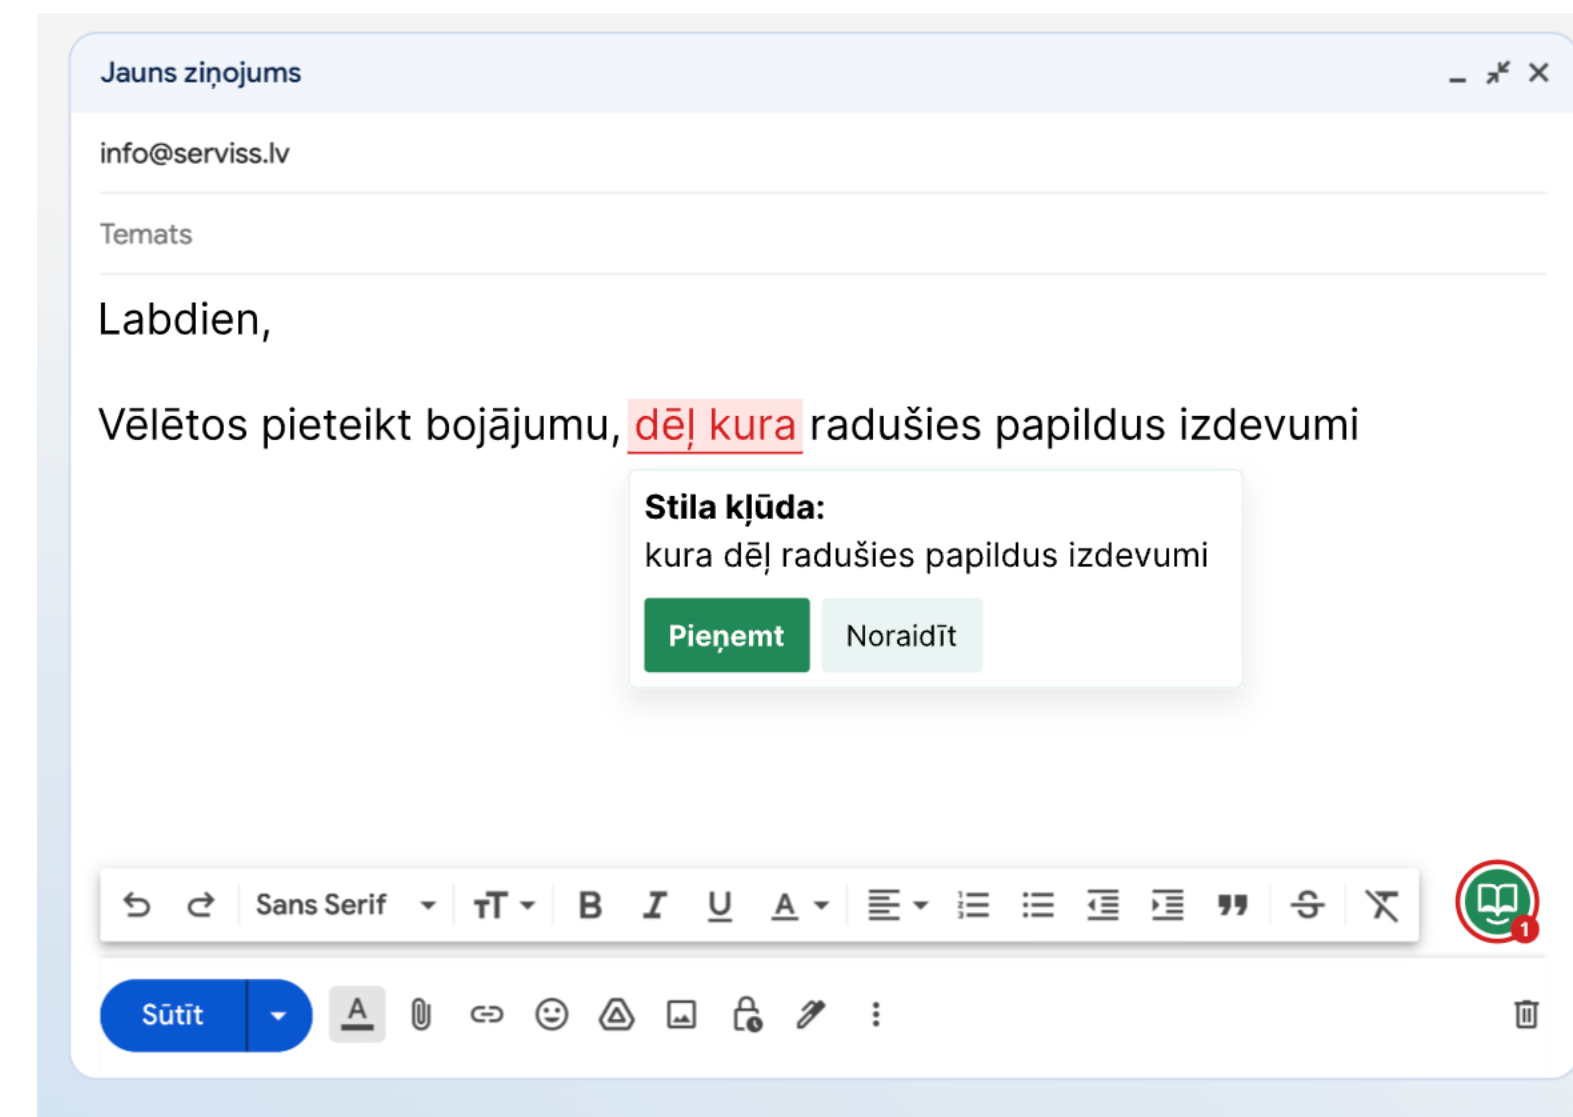 Jauns ziņojums
info@serviss.lv
Temats
Labdien,
Vēlētos pieteikt bojājumu, dēļ kura radušies papildus izdevumi
Stila kļūda:
kura dēļ radušies papildus izdevumi
Pieņemt Noraidīt
Sans Serif
1
Sūtīt